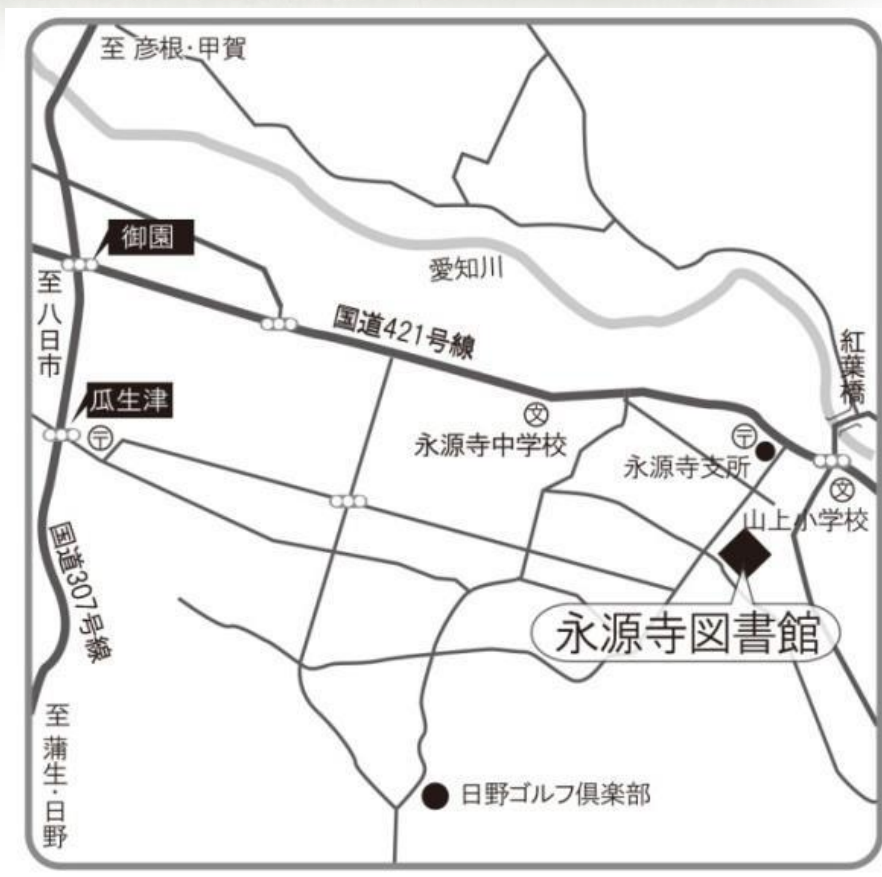 至 彦根・甲賀
御園
至 八日市
愛知川
国道421号線
紅葉橋
瓜生津
〒
文
永源寺中学校
〒
永源寺支所
文
山上小学校
国道307号線
永源寺図書館
至 蒲生・日野
日野ゴルフ倶楽部